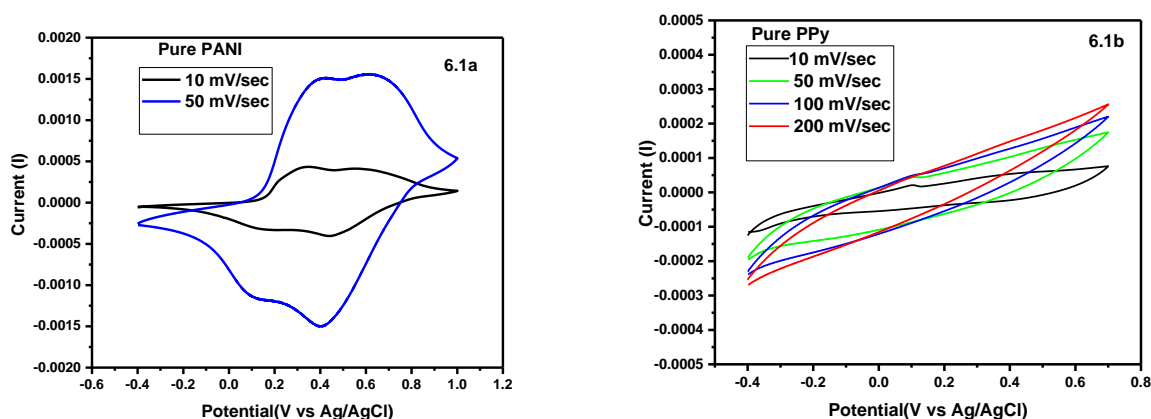 Pure PANI
10 mV/sec
50 mV/sec
6.1a
0.0020
0.0015
0.0010
0.0005
0.0000
-0.0005
-0.0010
-0.0015
-0.0020
Current (I)
-0.6 -0.4 -0.2 0.0 0.2 0.4 0.6 0.8 1.0 1.2
Potential(V vs Ag/AgCl)
Pure PPy
10 mV/sec
50 mV/sec
100 mV/sec
200 mV/sec
6.1b
0.0005
0.0004
0.0003
0.0002
0.0001
0.0000
-0.0001
-0.0002
-0.0003
-0.0004
-0.0005
Current (I)
-0.4 -0.2 0.0 0.2 0.4 0.6 0.8
Potential(V vs Ag/AgCl)